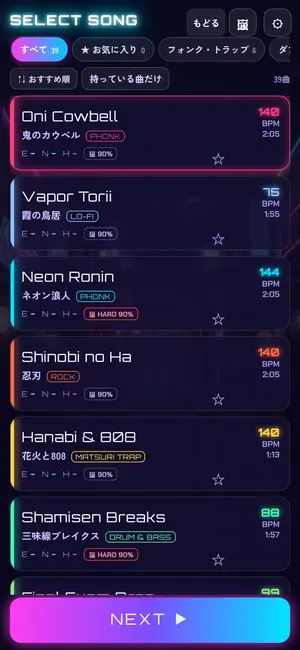 SELECT SONG
もどる
すべて 39
★ お気に入り 0
フォンク・トラップ 6
↑↓ おすすめ順
持っている曲だけ
39曲
Oni Cowbell
140
BPM
鬼のカウベル PHONK
2:05
E - N - H - 90%
☆
Vapor Torii
75
BPM
霞の鳥居 LO-FI
1:55
E - N - H - 90%
☆
Neon Ronin
144
BPM
ネオン浪人 PHONK
2:05
E - N - H - HARD 90%
☆
Shinobi no Ha
140
BPM
忍刃 ROCK
2:05
E - N - H - 90%
☆
Hanabi & 808
140
BPM
花火と808 MATSURI TRAP
1:13
E - N - H - 90%
☆
Shamisen Breaks
88
BPM
三味線ブレイクス DRUM & BASS
1:57
E - N - H - HARD 90%
☆
99
NEXT ▶